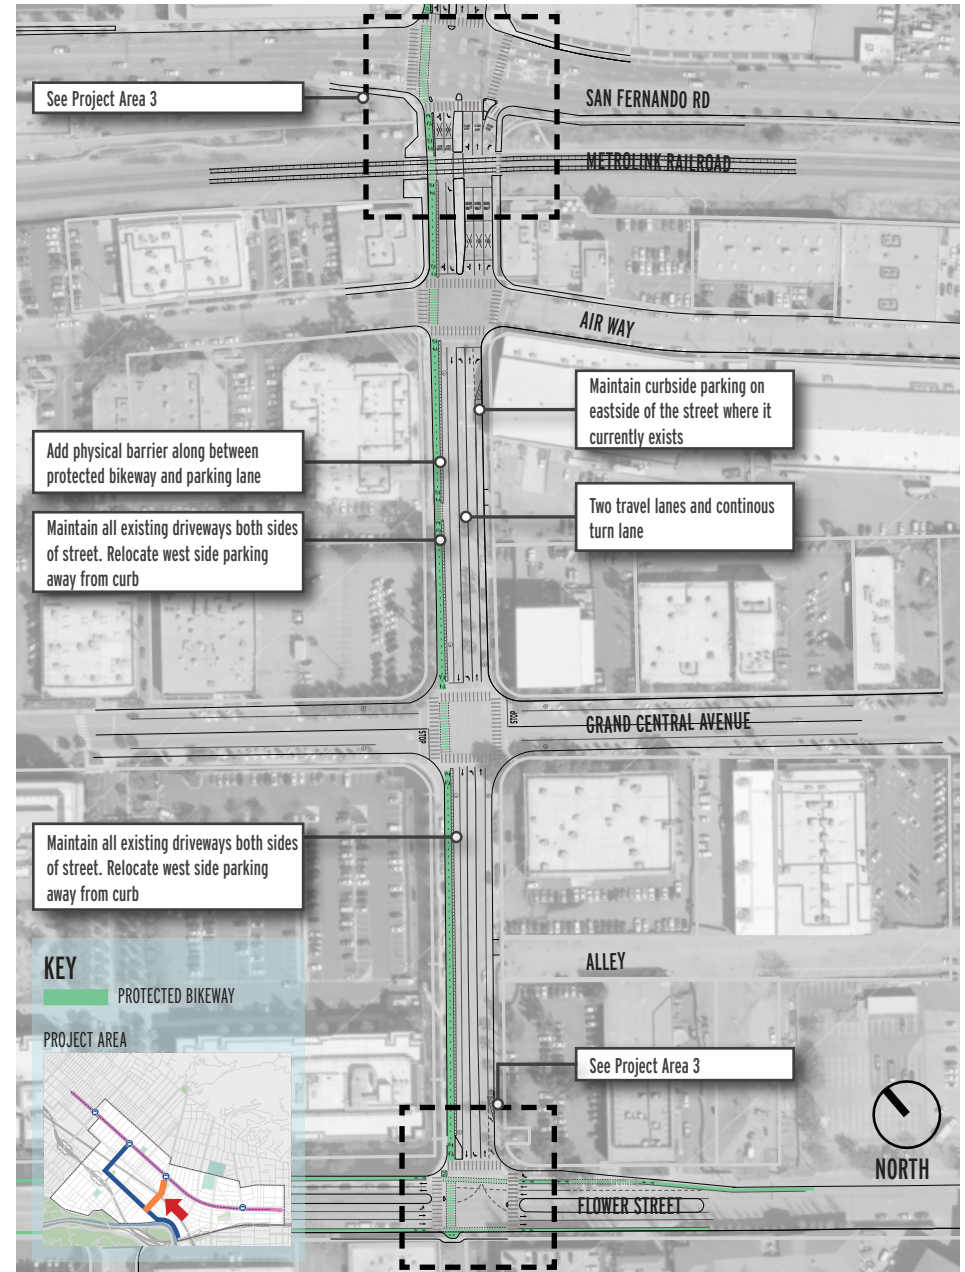 See Project Area 3
SAN FERNANDO RD
METROLINK RAILROAD
AIR WAY
Maintain curbside parking on
eastside of the street where it
currently exists
Add physical barrier along between
protected bikeway and parking lane
Two travel lanes and continous
turn lane
Maintain all existing driveways both sides
of street. Relocate west side parking
away from curb
STOP
GRAND CENTRAL AVENUE
STOP
Maintain all existing driveways both sides
of street. Relocate west side parking
away from curb
ALLEY
KEY
PROTECTED BIKEWAY
PROJECT AREA
See Project Area 3
NORTH
FLOWER STREET